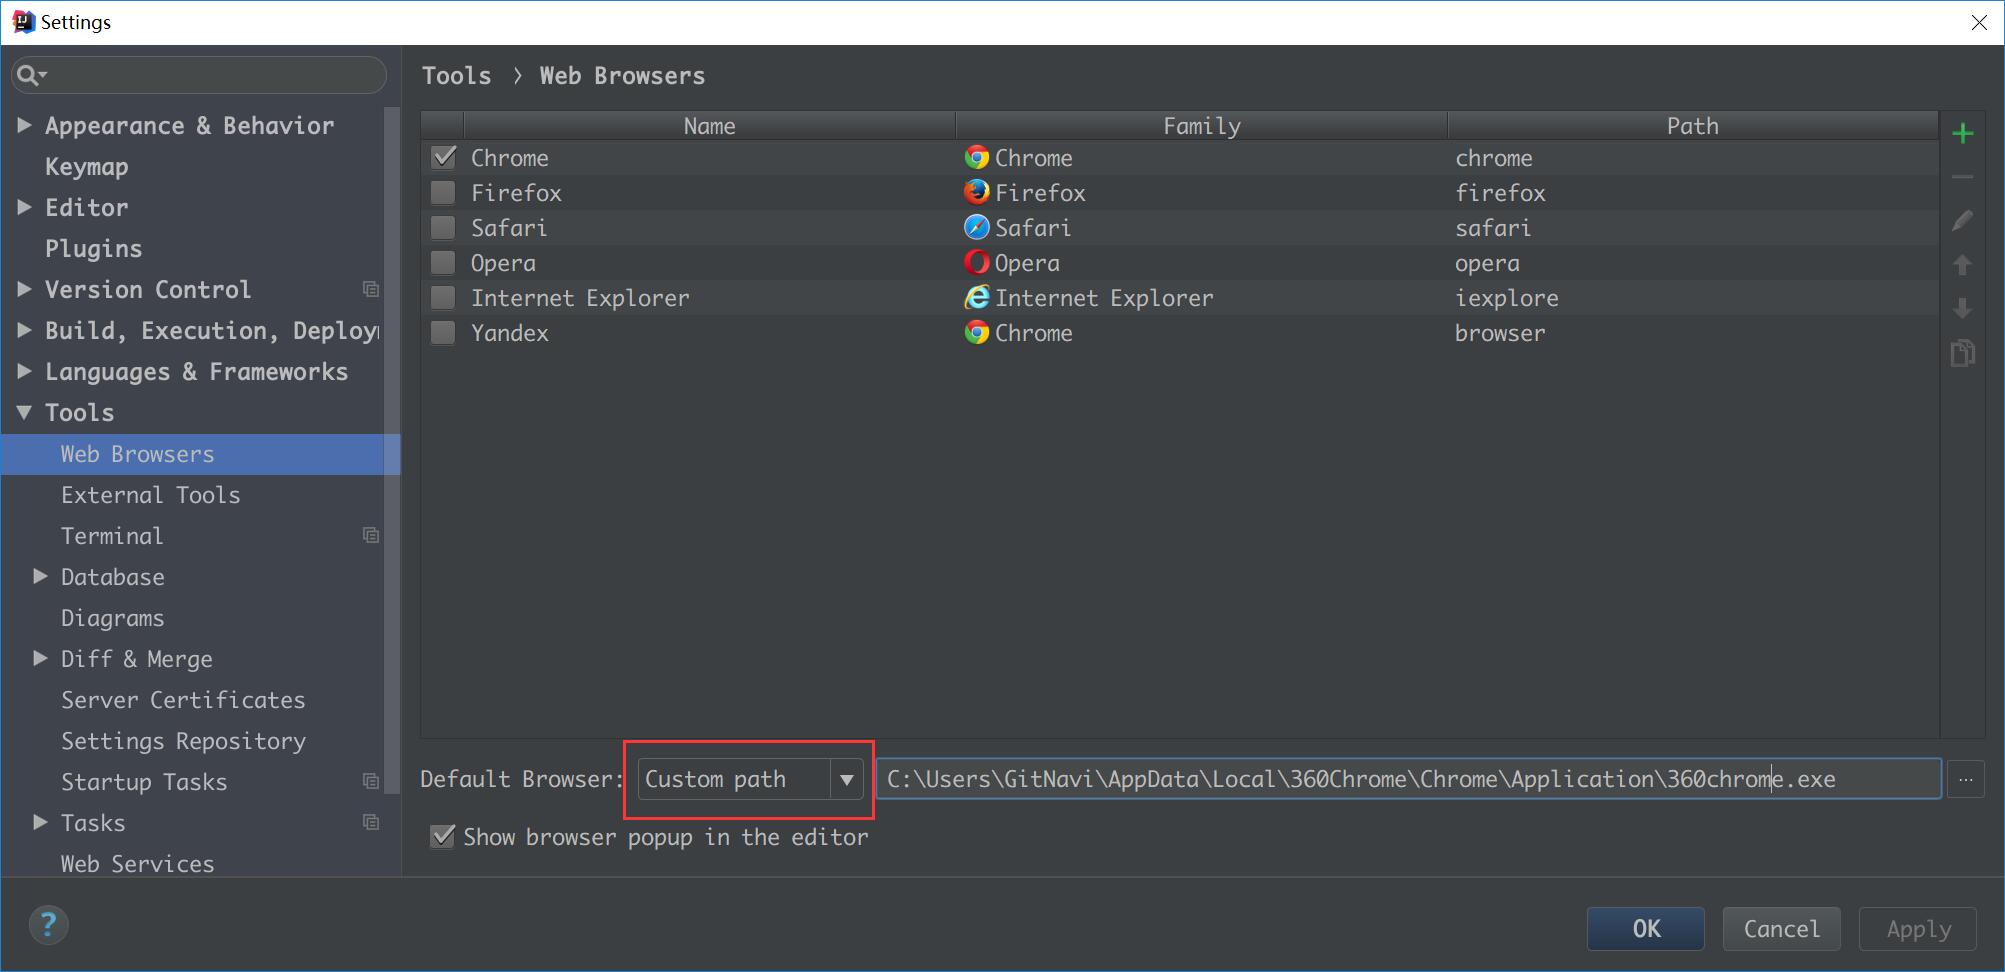 Settings
Tools › Web Browsers
Appearance & Behavior
Keymap
Editor
Plugins
Version Control
Build, Execution, Deploy
Languages & Frameworks
Tools
Web Browsers
External Tools
Terminal
Database
Diagrams
Diff & Merge
Server Certificates
Settings Repository
Startup Tasks
Tasks
Web Services
Name Family Path
Chrome Chrome chrome
Firefox Firefox firefox
Safari Safari safari
Opera Opera opera
Internet Explorer Internet Explorer iexplore
Yandex Chrome browser
Default Browser: Custom path C:\Users\GitNavi\AppData\Local\360Chrome\Chrome\Application\360chrome.exe ...
Show browser popup in the editor
? OK Cancel Apply